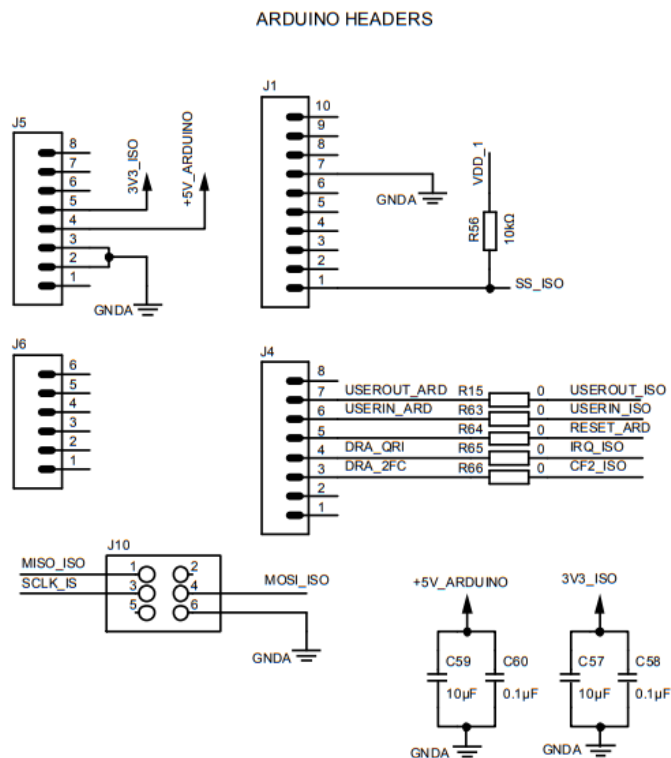 ARDUINO HEADERS
J5
8
7
6
5
4
3
2
1
3V3_ISO
+5V_ARDUINO
GNDA
J1
10
9
8
7
6
5
4
3
2
1
GNDA
VDD_1
R56
10kΩ
SS_ISO
J6
6
5
4
3
2
1
J4
8
7 USEROUT_ARD R15 0 USEROUT_ISO
6 USERIN_ARD R63 0 USERIN_ISO
5 R64 0 RESET_ARD
4 DRA_QRI R65 0 IRQ_ISO
3 DRA_2FC R66 0 CF2_ISO
2
1
J10
MISO_ISO 1 2
SCLK_IS 3 4 MOSI_ISO
5 6
GNDA
+5V_ARDUINO
C59 C60
10µF 0.1µF
GNDA
3V3_ISO
C57 C58
10µF 0.1µF
GNDA